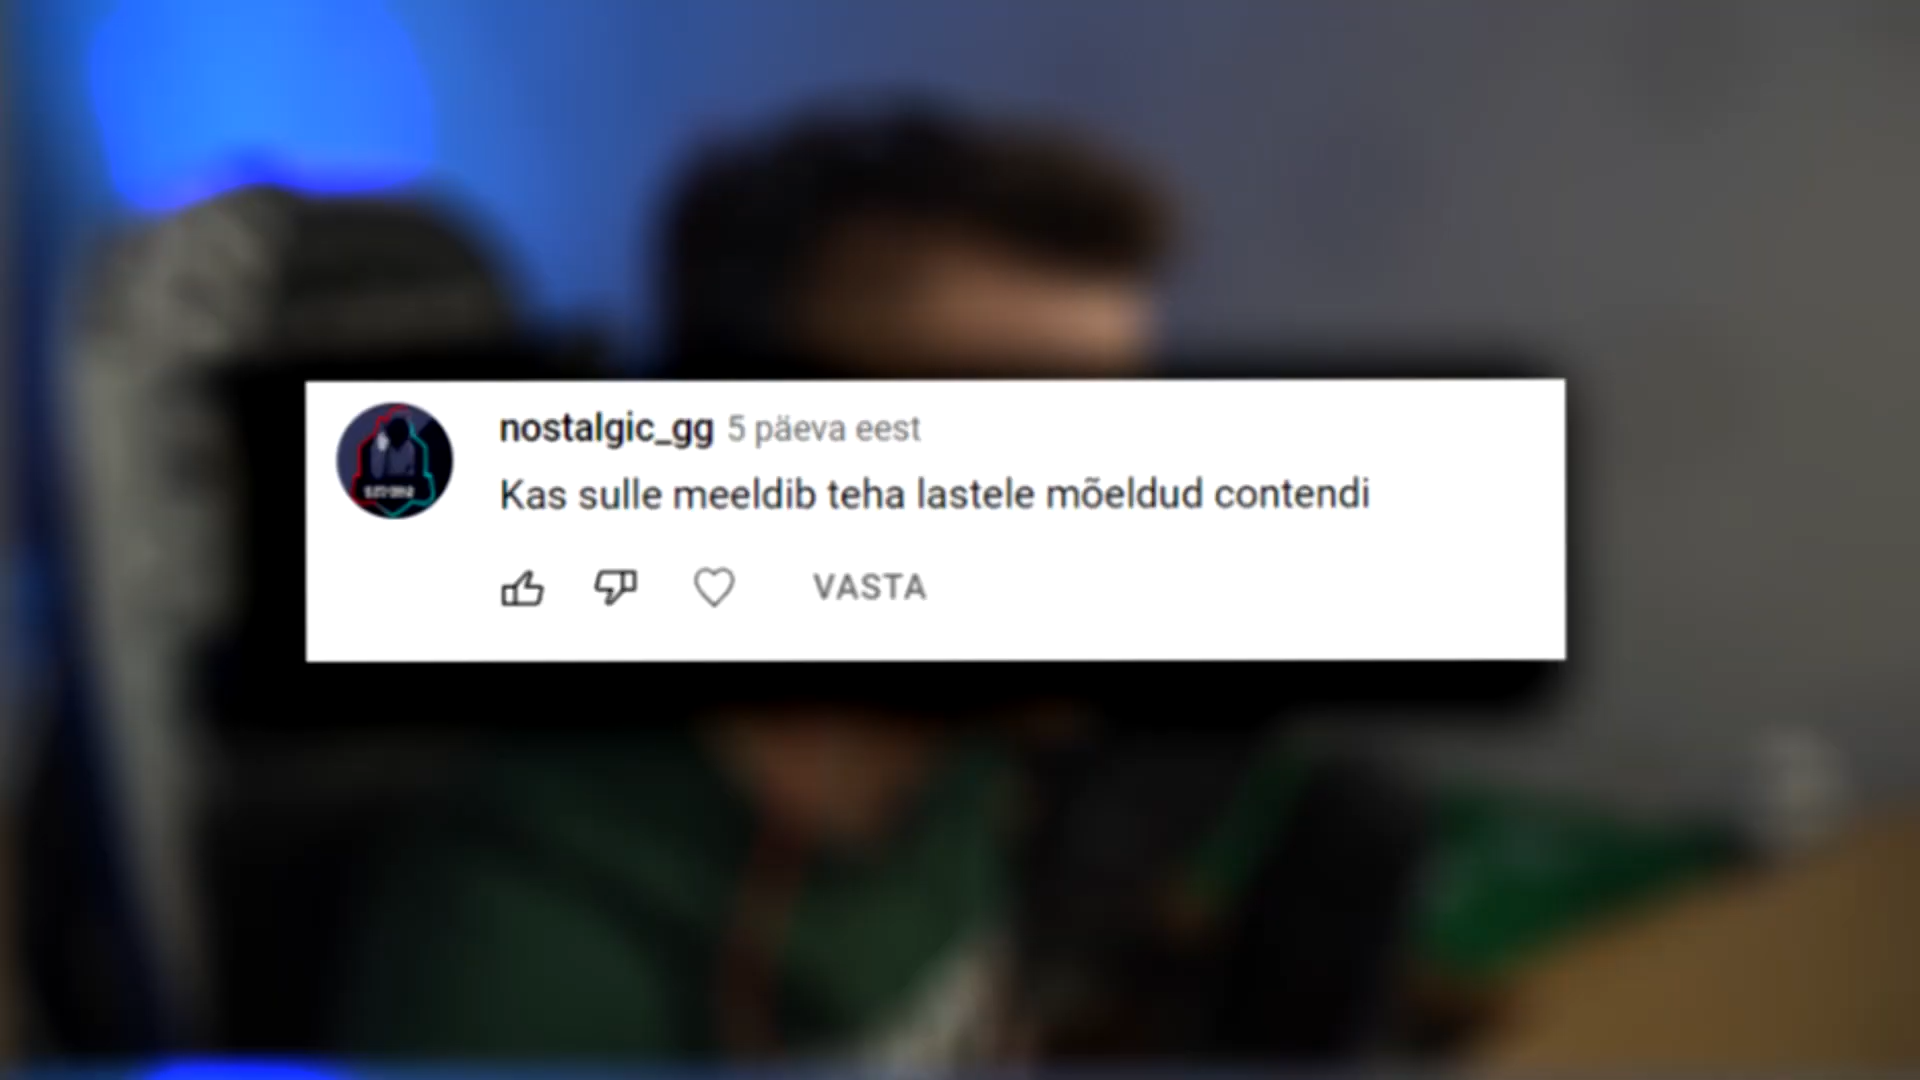 nostalgic_gg 5 päeva eest
Kas sulle meeldib teha lastele mõeldud contendi
VASTA